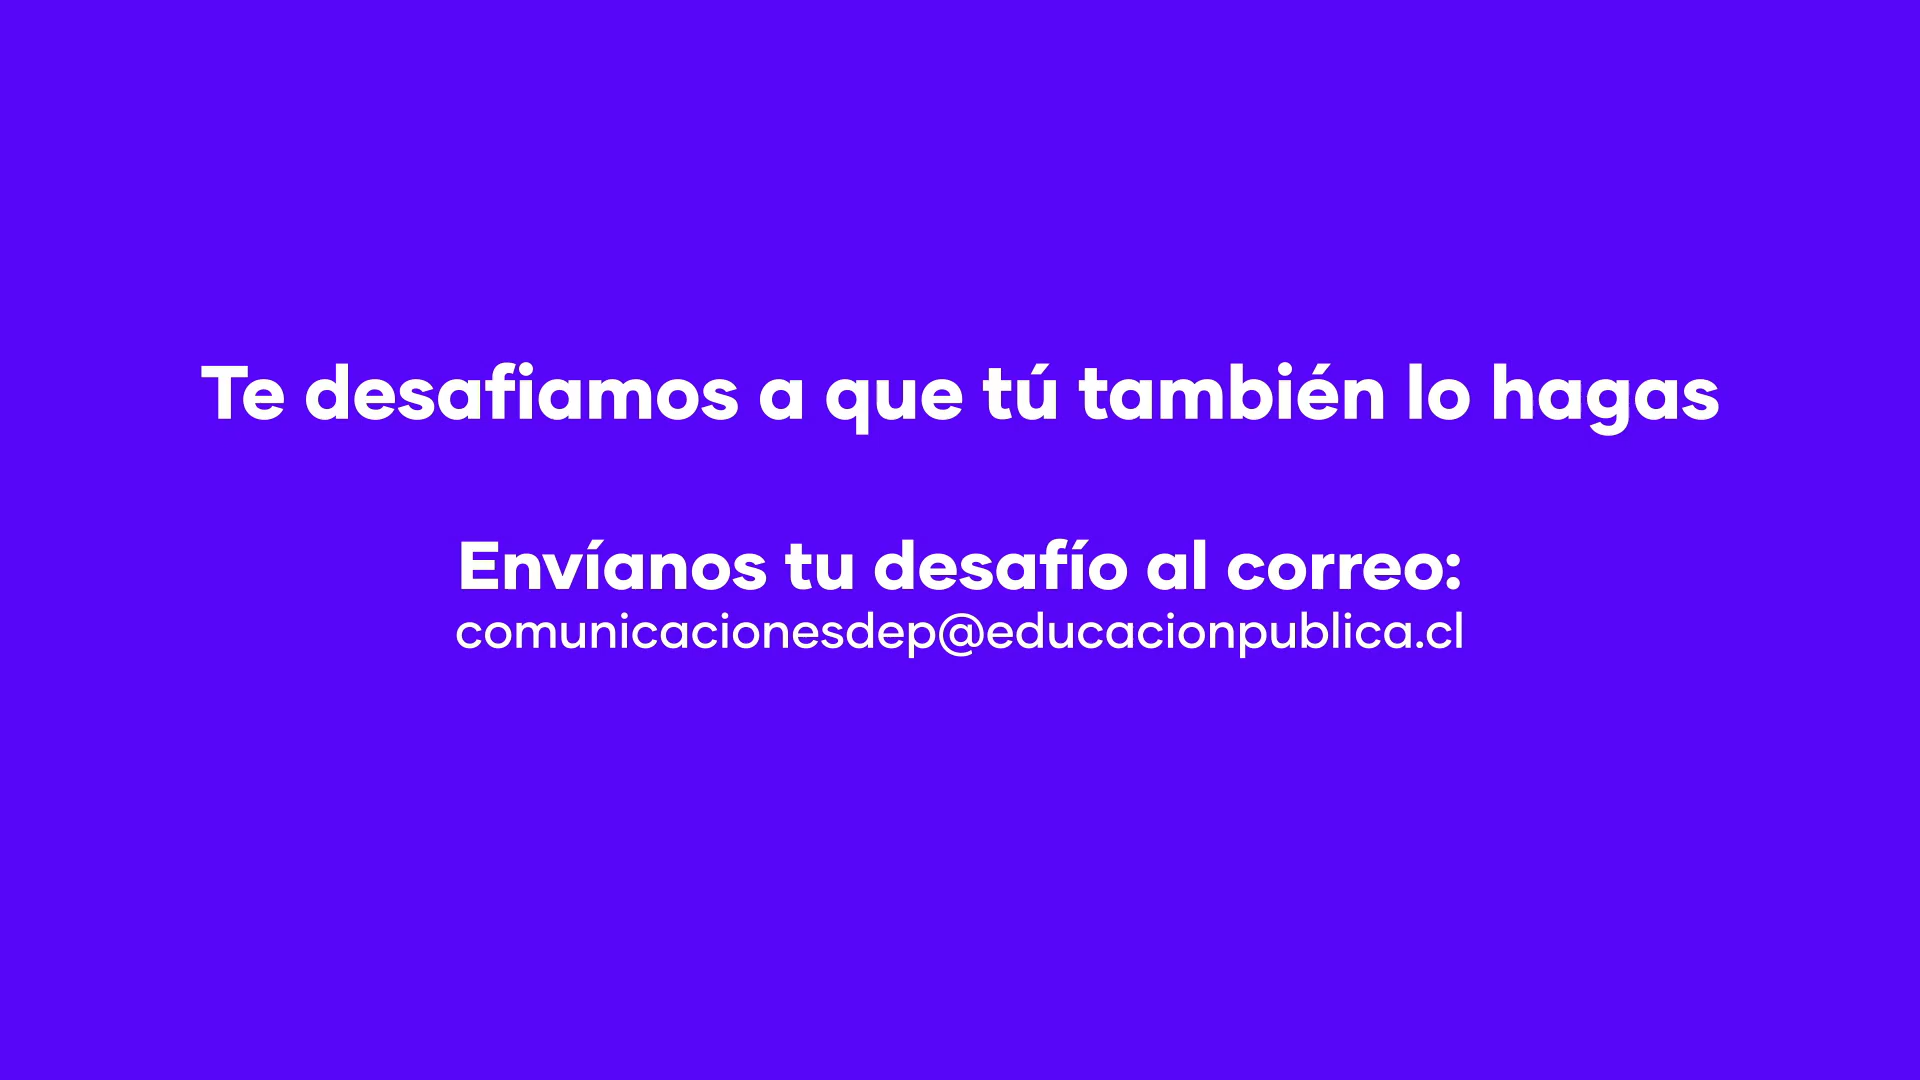 Te desafiamos a que tú también lo hagas
Envíanos tu desafío al correo:
comunicacionesdep@educacionpublica.cl